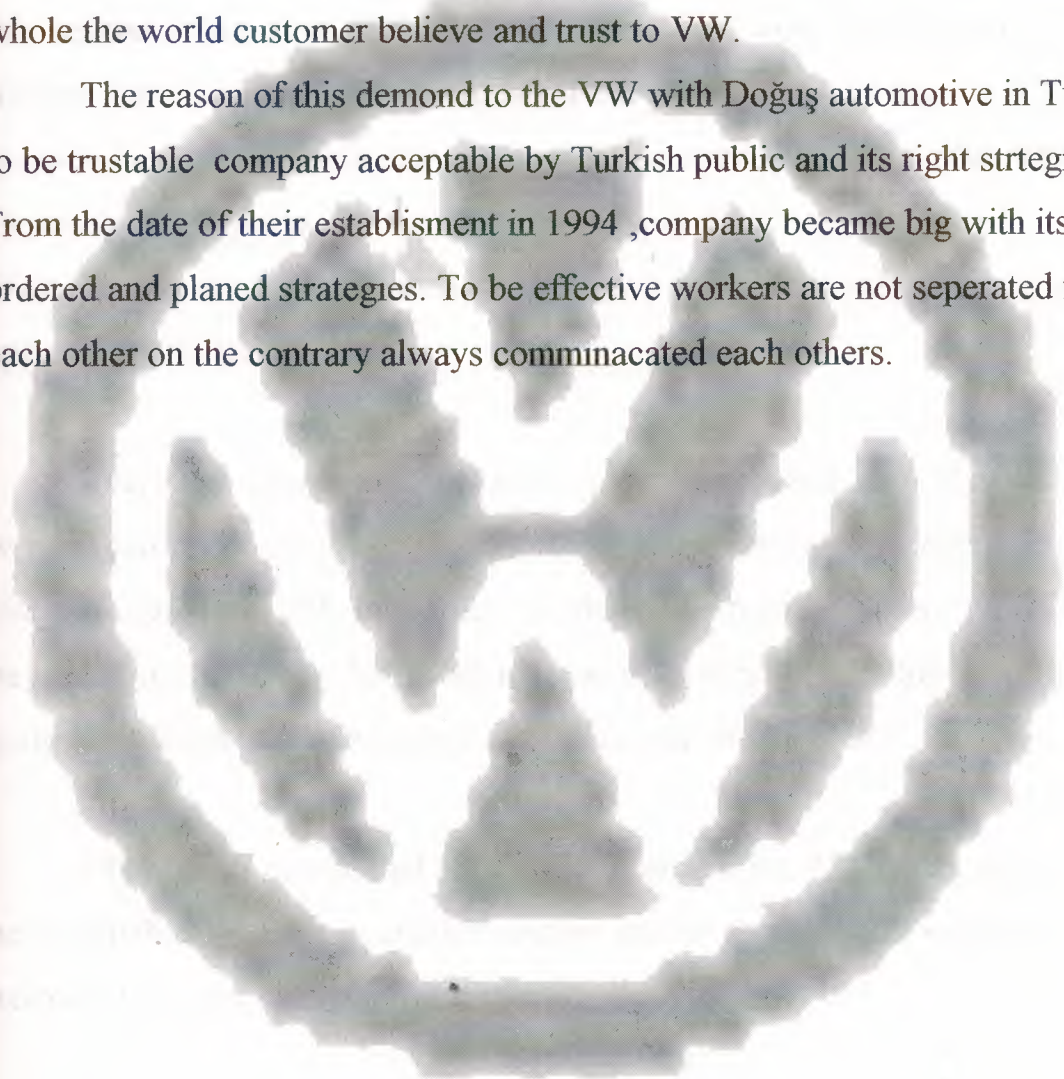 whole the world customer believe and trust to VW.
The reason of this demond to the VW with Doğuş automotive in
to be trustable company acceptable by Turkish public and its right
From the date of their establisment in 1994 ,company became big with its
ordered and planed strategies. To be effective workers are not seperated
each other on the contrary always comminacated each others.